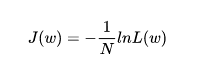 J(w) = -\frac{1}{N} ln L(w)